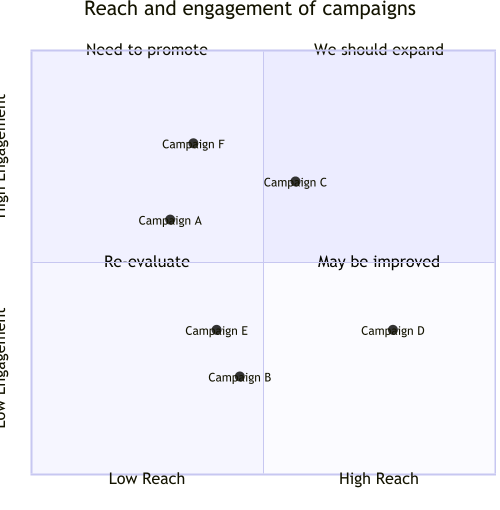 Reach and engagement of campaigns
Need to promote
We should expand
High Engagement
Campaign F
Campaign C
Campaign A
Re-evaluate
May be improved
Low Engagement
Campaign E
Campaign D
Campaign B
Low Reach
High Reach